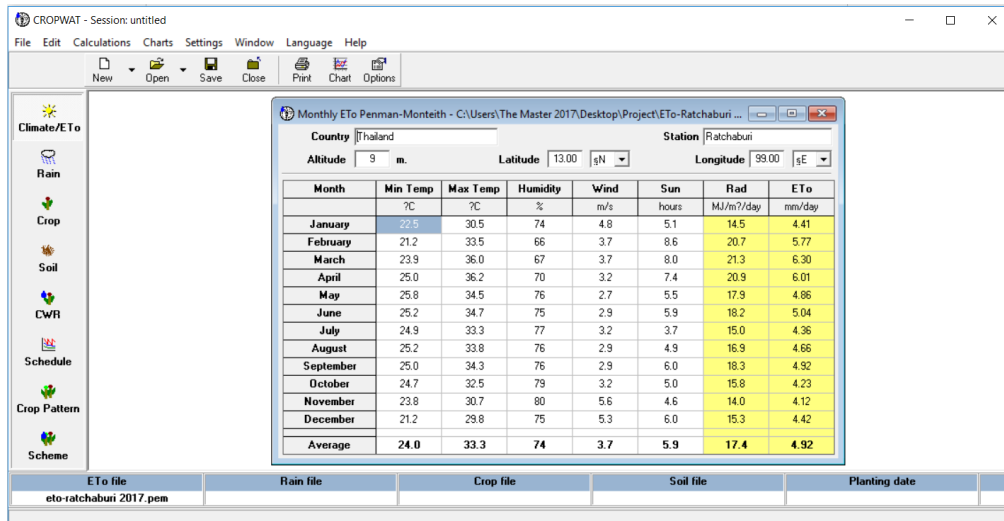 CROPWAT - Session: untitled
File Edit Calculations Charts Settings Window Language Help
New Open Save Close Print Chart Options
Climate/ETo
Rain
Crop
Soil
CWR
Schedule
Crop Pattern
Scheme
Monthly ETo Penman-Monteith - C:\Users\The Master 2017\Desktop\Project\ETo-Ratchaburi ...
Country Thailand Station Ratchaburi
Altitude 9 m. Latitude 13.00 §N Longitude 99.00 §E
Month Min Temp Max Temp Humidity Wind Sun Rad ETo
?C ?C % m/s hours MJ/m?/day mm/day
January 22.5 30.5 74 4.8 5.1 14.5 4.41
February 21.2 33.5 66 3.7 8.6 20.7 5.77
March 23.9 36.0 67 3.7 8.0 21.3 6.30
April 25.0 36.2 70 3.2 7.4 20.9 6.01
May 25.8 34.5 76 2.7 5.5 17.9 4.86
June 25.2 34.7 75 2.9 5.9 18.2 5.04
July 24.9 33.3 77 3.2 3.7 15.0 4.36
August 25.2 33.8 76 2.9 4.9 16.9 4.66
September 25.0 34.3 76 2.9 6.0 18.3 4.92
October 24.7 32.5 79 3.2 5.0 15.8 4.23
November 23.8 30.7 80 5.6 4.6 14.0 4.12
December 21.2 29.8 75 5.3 6.0 15.3 4.42
Average 24.0 33.3 74 3.7 5.9 17.4 4.92
ETo file Rain file Crop file Soil file Planting date
eto-ratchaburi 2017.pem